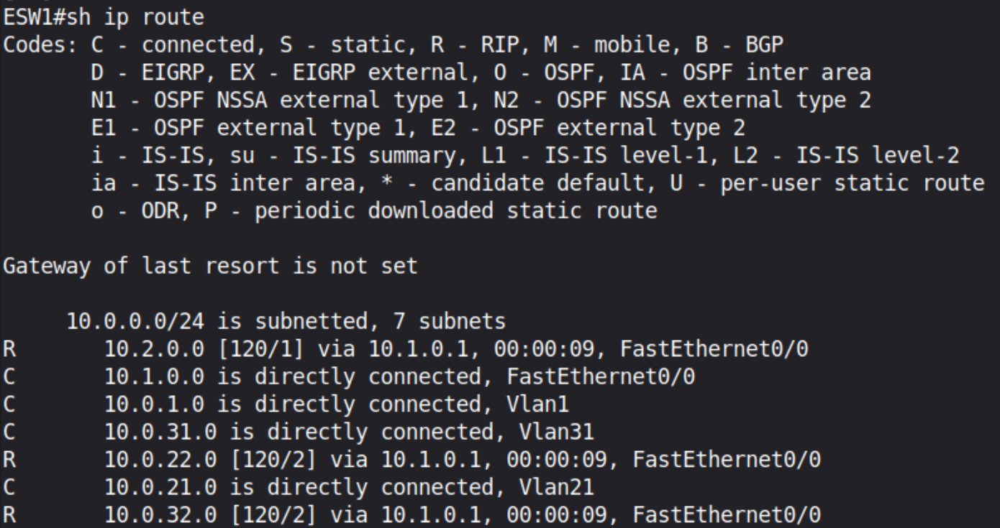 ESW1#sh ip route
Codes: C - connected, S - static, R - RIP, M - mobile, B - BGP
       D - EIGRP, EX - EIGRP external, O - OSPF, IA - OSPF inter area
       N1 - OSPF NSSA external type 1, N2 - OSPF NSSA external type 2
       E1 - OSPF external type 1, E2 - OSPF external type 2
       i - IS-IS, su - IS-IS summary, L1 - IS-IS level-1, L2 - IS-IS level-2
       ia - IS-IS inter area, * - candidate default, U - per-user static route
       o - ODR, P - periodic downloaded static route

Gateway of last resort is not set

     10.0.0.0/24 is subnetted, 7 subnets
R       10.2.0.0 [120/1] via 10.1.0.1, 00:00:09, FastEthernet0/0
C       10.1.0.0 is directly connected, FastEthernet0/0
C       10.0.1.0 is directly connected, Vlan1
C       10.0.31.0 is directly connected, Vlan31
R       10.0.22.0 [120/2] via 10.1.0.1, 00:00:09, FastEthernet0/0
C       10.0.21.0 is directly connected, Vlan21
R       10.0.32.0 [120/2] via 10.1.0.1, 00:00:09, FastEthernet0/0